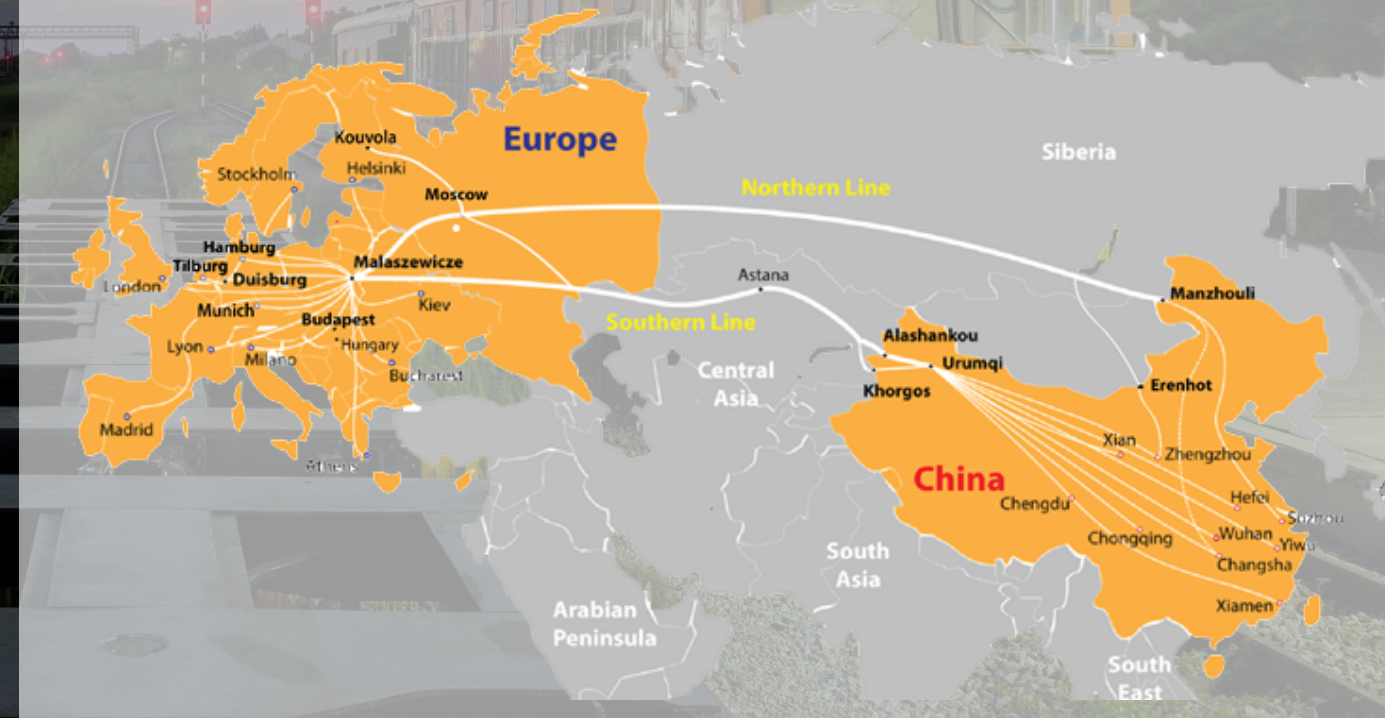 Europe
Siberia
Kouvola
Helsinki
Stockholm
Moscow
Northern Line
Hamburg
Tilburg
Duisburg
London
Malaszewicze
Astana
Manzhouli
Munich
Kiev
Budapest
Southern Line
Alashankou
Lyon
Milano
Hungary
Urumqi
Bucharest
Central
Asia
Khorgos
Erenhot
Madrid
Xian
Zhengzhou
Athens
China
Chengdu
Hefei
Suzhou
Chongqing
Wuhan
Yiwu
South
Asia
Changsha
Arabian
Peninsula
Xiamen
South
East